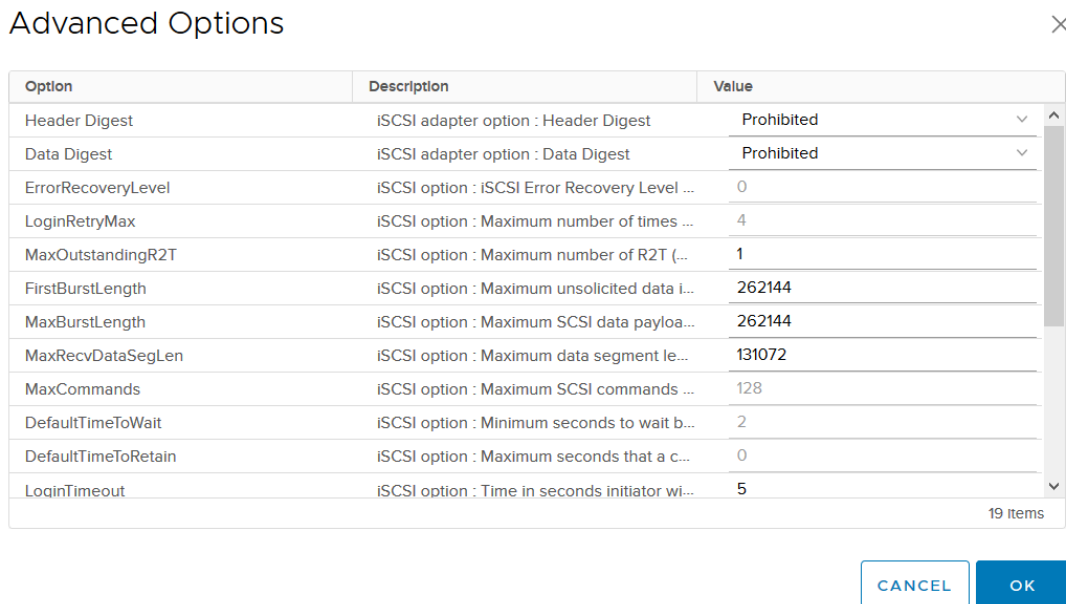 Advanced Options
Option Description Value
Header Digest iSCSI adapter option : Header Digest Prohibited
Data Digest iSCSI adapter option : Data Digest Prohibited
ErrorRecoveryLevel iSCSI option : iSCSI Error Recovery Level ... 0
LoginRetryMax iSCSI option : Maximum number of times ... 4
MaxOutstandingR2T iSCSI option : Maximum number of R2T (... 1
FirstBurstLength iSCSI option : Maximum unsolicited data i... 262144
MaxBurstLength iSCSI option : Maximum SCSI data payloa... 262144
MaxRecvDataSegLen iSCSI option : Maximum data segment le... 131072
MaxCommands iSCSI option : Maximum SCSI commands ... 128
DefaultTimeToWait iSCSI option : Minimum seconds to wait b... 2
DefaultTimeToRetain iSCSI option : Maximum seconds that a c... 0
LoginTimeout iSCSI option : Time in seconds initiator wi... 5
19 items
CANCEL OK